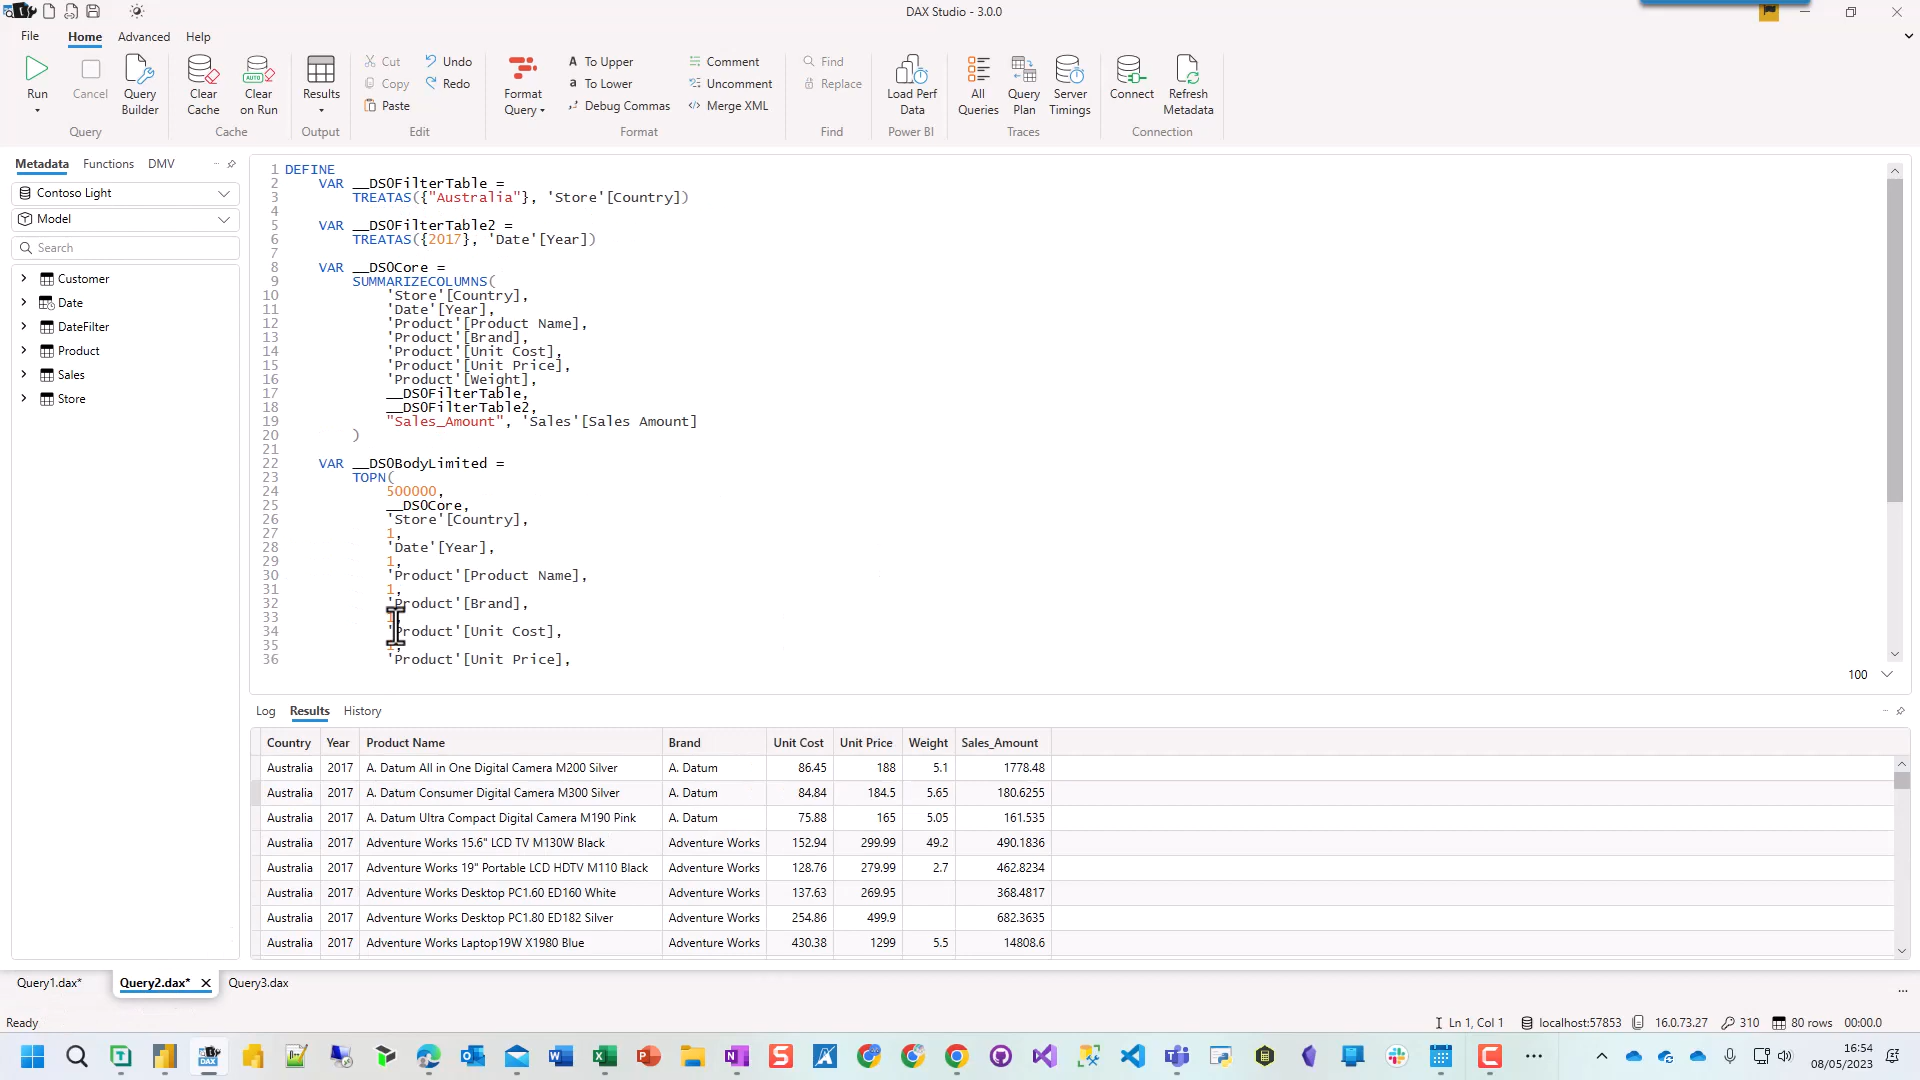 DAX Studio - 3.0.0
File Home Advanced Help
Run
Cancel
Query Builder
Query
Clear Cache
Clear on Run
Cache
Results
Output
Cut
Copy
Paste
Undo
Redo
Edit
Format Query
To Upper
To Lower
Debug Commas
Comment
Uncomment
Merge XML
Format
Find
Replace
Find
Load Perf Data
Power BI
All Queries
Query Plan
Server Timings
Traces
Connect
Refresh Metadata
Connection
Metadata Functions DMV
Contoso Light
Model
Search
Customer
Date
DateFilter
Product
Sales
Store
1 DEFINE
2 VAR __DS0FilterTable =
3 TREATAS({"Australia"}, 'Store'[Country])
4
5 VAR __DS0FilterTable2 =
6 TREATAS({2017}, 'Date'[Year])
7
8 VAR __DS0Core =
9 SUMMARIZECOLUMNS(
10 'Store'[Country],
11 'Date'[Year],
12 'Product'[Product Name],
13 'Product'[Brand],
14 'Product'[Unit Cost],
15 'Product'[Unit Price],
16 'Product'[Weight],
17 __DS0FilterTable,
18 __DS0FilterTable2,
19 "Sales_Amount", 'Sales'[Sales Amount]
20 )
21
22 VAR __DS0BodyLimited =
23 TOPN(
24 500000,
25 __DS0Core,
26 'Store'[Country],
27 1,
28 'Date'[Year],
29 1,
30 'Product'[Product Name],
31 1,
32 'Product'[Brand],
33 1,
34 'Product'[Unit Cost],
35 1,
36 'Product'[Unit Price],
100
Log Results History
Country Year Product Name Brand Unit Cost Unit Price Weight Sales_Amount
Australia 2017 A. Datum All in One Digital Camera M200 Silver A. Datum 86.45 188 5.1 1778.48
Australia 2017 A. Datum Consumer Digital Camera M300 Silver A. Datum 84.84 184.5 5.65 180.6255
Australia 2017 A. Datum Ultra Compact Digital Camera M190 Pink A. Datum 75.88 165 5.05 161.535
Australia 2017 Adventure Works 15.6" LCD TV M130W Black Adventure Works 152.94 299.99 49.2 490.1836
Australia 2017 Adventure Works 19" Portable LCD HDTV M110 Black Adventure Works 128.76 279.99 2.7 462.8234
Australia 2017 Adventure Works Desktop PC1.60 ED160 White Adventure Works 137.63 269.95 368.4817
Australia 2017 Adventure Works Desktop PC1.80 ED182 Silver Adventure Works 254.86 499.9 682.3635
Australia 2017 Adventure Works Laptop19W X1980 Blue Adventure Works 430.38 1299 5.5 14808.6
Query1.dax* Query2.dax* Query3.dax
Ready Ln 1, Col 1 localhost:57853 16.0.73.27 310 80 rows 00:00.0
16:54
08/05/2023